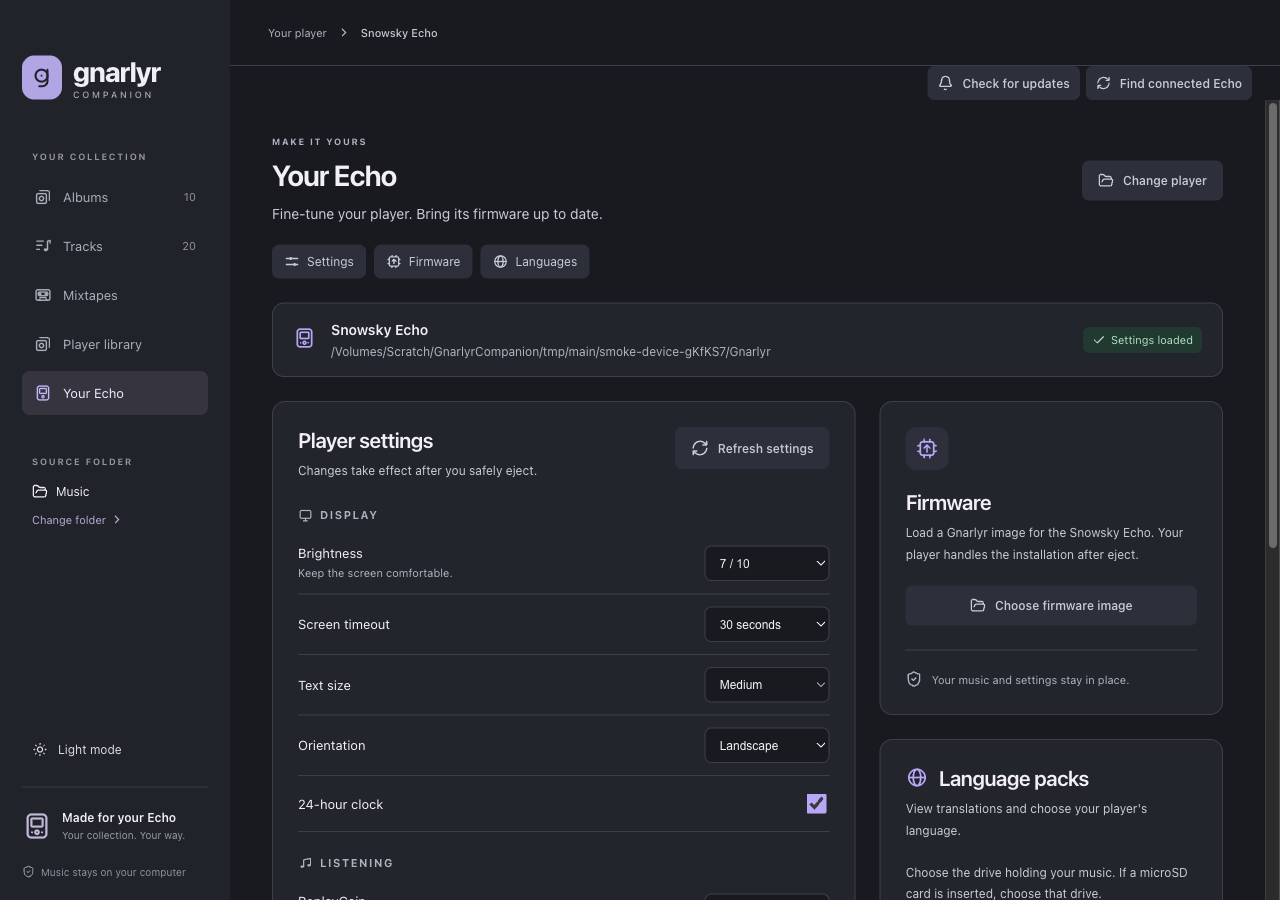 Your player > Snowsky Echo
g gnarlyr
COMPANION
Check for updates
Find connected Echo
YOUR COLLECTION
Albums 10
Tracks 20
Mixtapes
Player library
Your Echo
SOURCE FOLDER
Music
Change folder >
Light mode
Made for your Echo
Your collection. Your way.
Music stays on your computer
MAKE IT YOURS
Your Echo
Fine-tune your player. Bring its firmware up to date.
Change player
Settings
Firmware
Languages
Snowsky Echo
/Volumes/Scratch/GnarlyrCompanion/tmp/main/smoke-device-gKfKS7/Gnarlyr
Settings loaded
Player settings
Changes take effect after you safely eject.
Refresh settings
DISPLAY
Brightness
Keep the screen comfortable.
7 / 10
Screen timeout
30 seconds
Text size
Medium
Orientation
Landscape
24-hour clock
LISTENING
Firmware
Load a Gnarlyr image for the Snowsky Echo. Your
player handles the installation after eject.
Choose firmware image
Your music and settings stay in place.
Language packs
View translations and choose your player's
language.
Choose the drive holding your music. If a microSD
card is inserted, choose that drive.